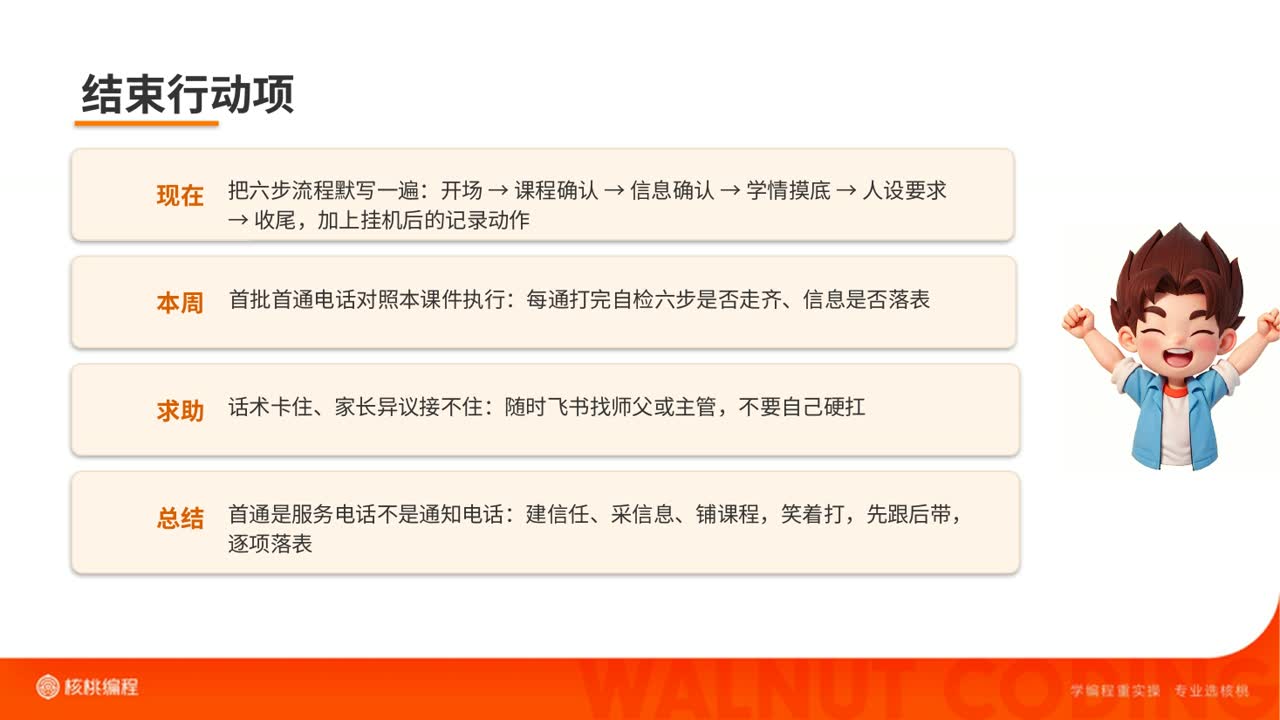 结束行动项
现在
把六步流程默写一遍：开场 → 课程确认 → 信息确认 → 学情摸底 → 人设要求
→ 收尾，加上挂机后的记录动作
本周
首批首通电话对照本课件执行：每通打完自检六步是否走齐、信息是否落表
求助
话术卡住、家长异议接不住：随时飞书找师父或主管，不要自己硬扛
总结
首通是服务电话不是通知电话：建信任、采信息、铺课程，笑着打，先跟后带，
逐项落表
核桃编程
WALNUT CODING
学编程重实操 专业选核桃